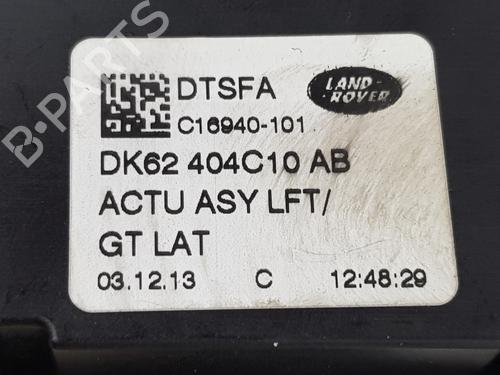 DTSFA
LAND-
ROVER
C16940-101
DK62 404C10 AB
ACTU ASY LFT/
GT LAT
03.12.13 C 12:48:29
B-PARTS